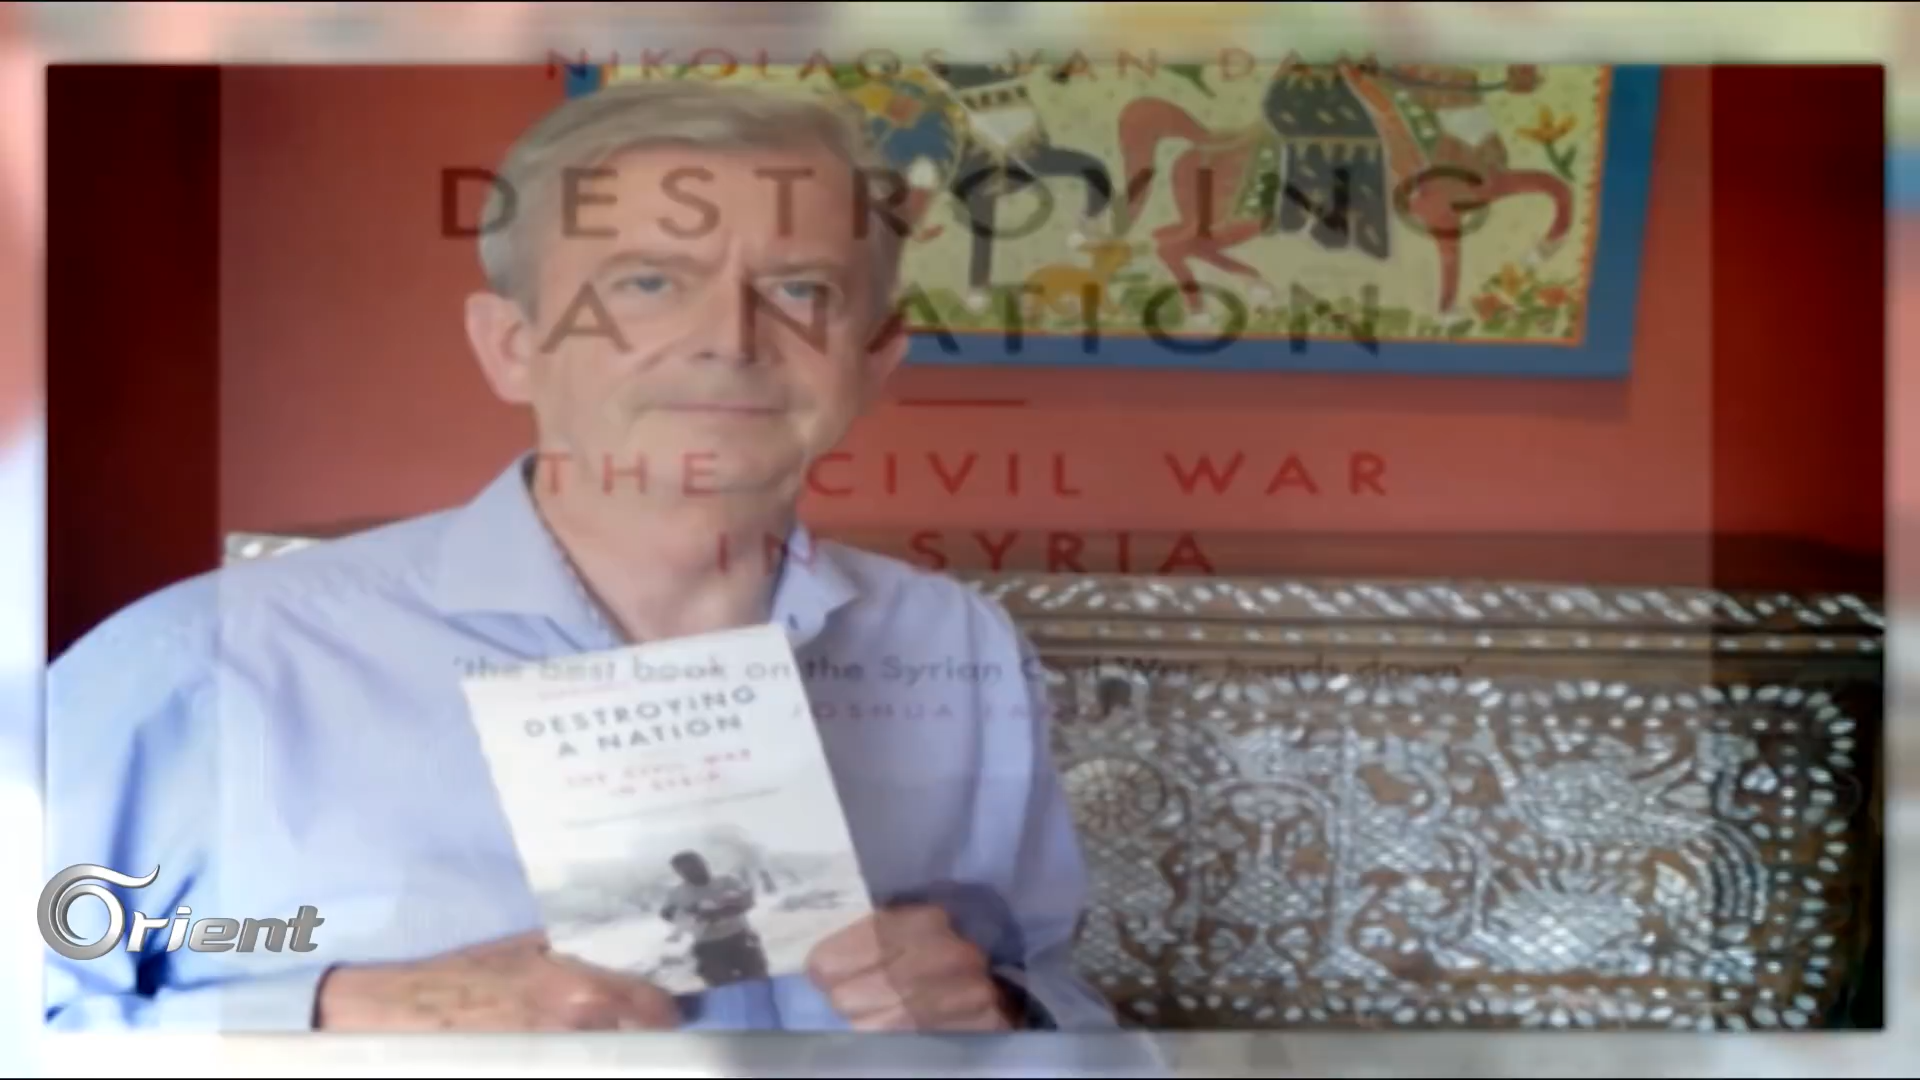 NIKOLAOS VAN DAM
DESTROYING
A NATION
THE CIVIL WAR
IN SYRIA
'the best book on the Syrian Civil War, hands down'
JOSHUA
DESTROYING
A NATION
THE CIVIL WAR
IN SYRIA
Orient